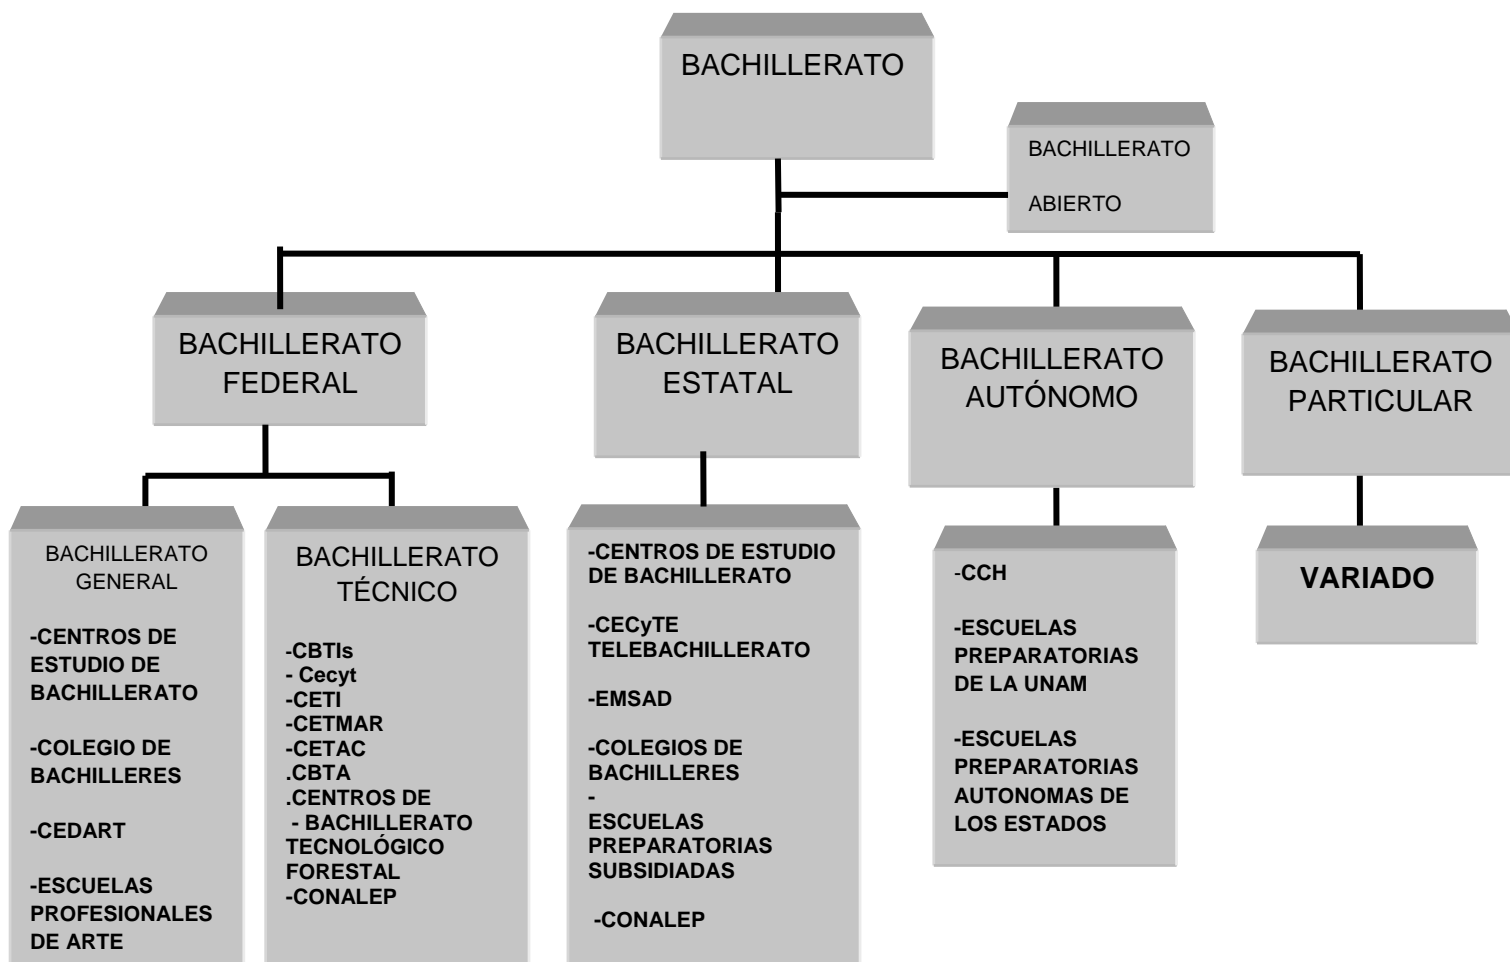 BACHILLERATO
BACHILLERATO
ABIERTO
BACHILLERATO
FEDERAL
BACHILLERATO
ESTATAL
BACHILLERATO
AUTÓNOMO
BACHILLERATO
PARTICULAR
BACHILLERATO
GENERAL
-CENTROS DE
ESTUDIO DE
BACHILLERATO
-COLEGIO DE
BACHILLERES
-CEDART
-ESCUELAS
PROFESIONALES
DE ARTE
BACHILLERATO
TÉCNICO
-CBTIs
- Cecyt
-CETI
-CETMAR
-CETAC
.CBTA
.CENTROS DE
- BACHILLERATO
TECNOLÓGICO
FORESTAL
-CONALEP
-CENTROS DE ESTUDIO
DE BACHILLERATO
-CECyTE
TELEBACHILLERATO
-EMSAD
-COLEGIOS DE
BACHILLERES
-
ESCUELAS
PREPARATORIAS
SUBSIDIADAS
-CONALEP
-CCH
-ESCUELAS
PREPARATORIAS
DE LA UNAM
-ESCUELAS
PREPARATORIAS
AUTONOMAS DE
LOS ESTADOS
VARIADO